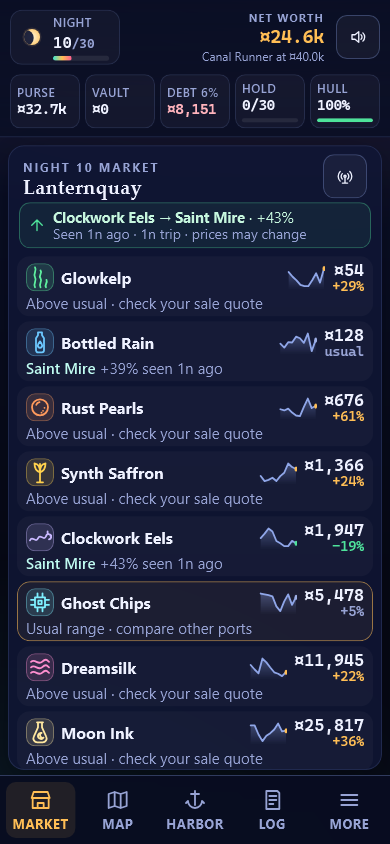 NIGHT
10/30
NET WORTH
¤24.6k
Canal Runner at ¤40.0k
PURSE
¤32.7k
VAULT
¤0
DEBT 6%
¤8,151
HOLD
0/30
HULL
100%
NIGHT 10 MARKET
Lanternquay
Clockwork Eels → Saint Mire · +43%
Seen 1n ago · 1n trip · prices may change
Glowkelp
¤54
+29%
Above usual · check your sale quote
Bottled Rain
¤128
usual
Saint Mire +39% seen 1n ago
Rust Pearls
¤676
+61%
Above usual · check your sale quote
Synth Saffron
¤1,366
+24%
Above usual · check your sale quote
Clockwork Eels
¤1,947
−19%
Saint Mire +43% seen 1n ago
Ghost Chips
¤5,478
+5%
Usual range · compare other ports
Dreamsilk
¤11,945
+22%
Above usual · check your sale quote
Moon Ink
¤25,817
+36%
Above usual · check your sale quote
MARKET
MAP
HARBOR
LOG
MORE